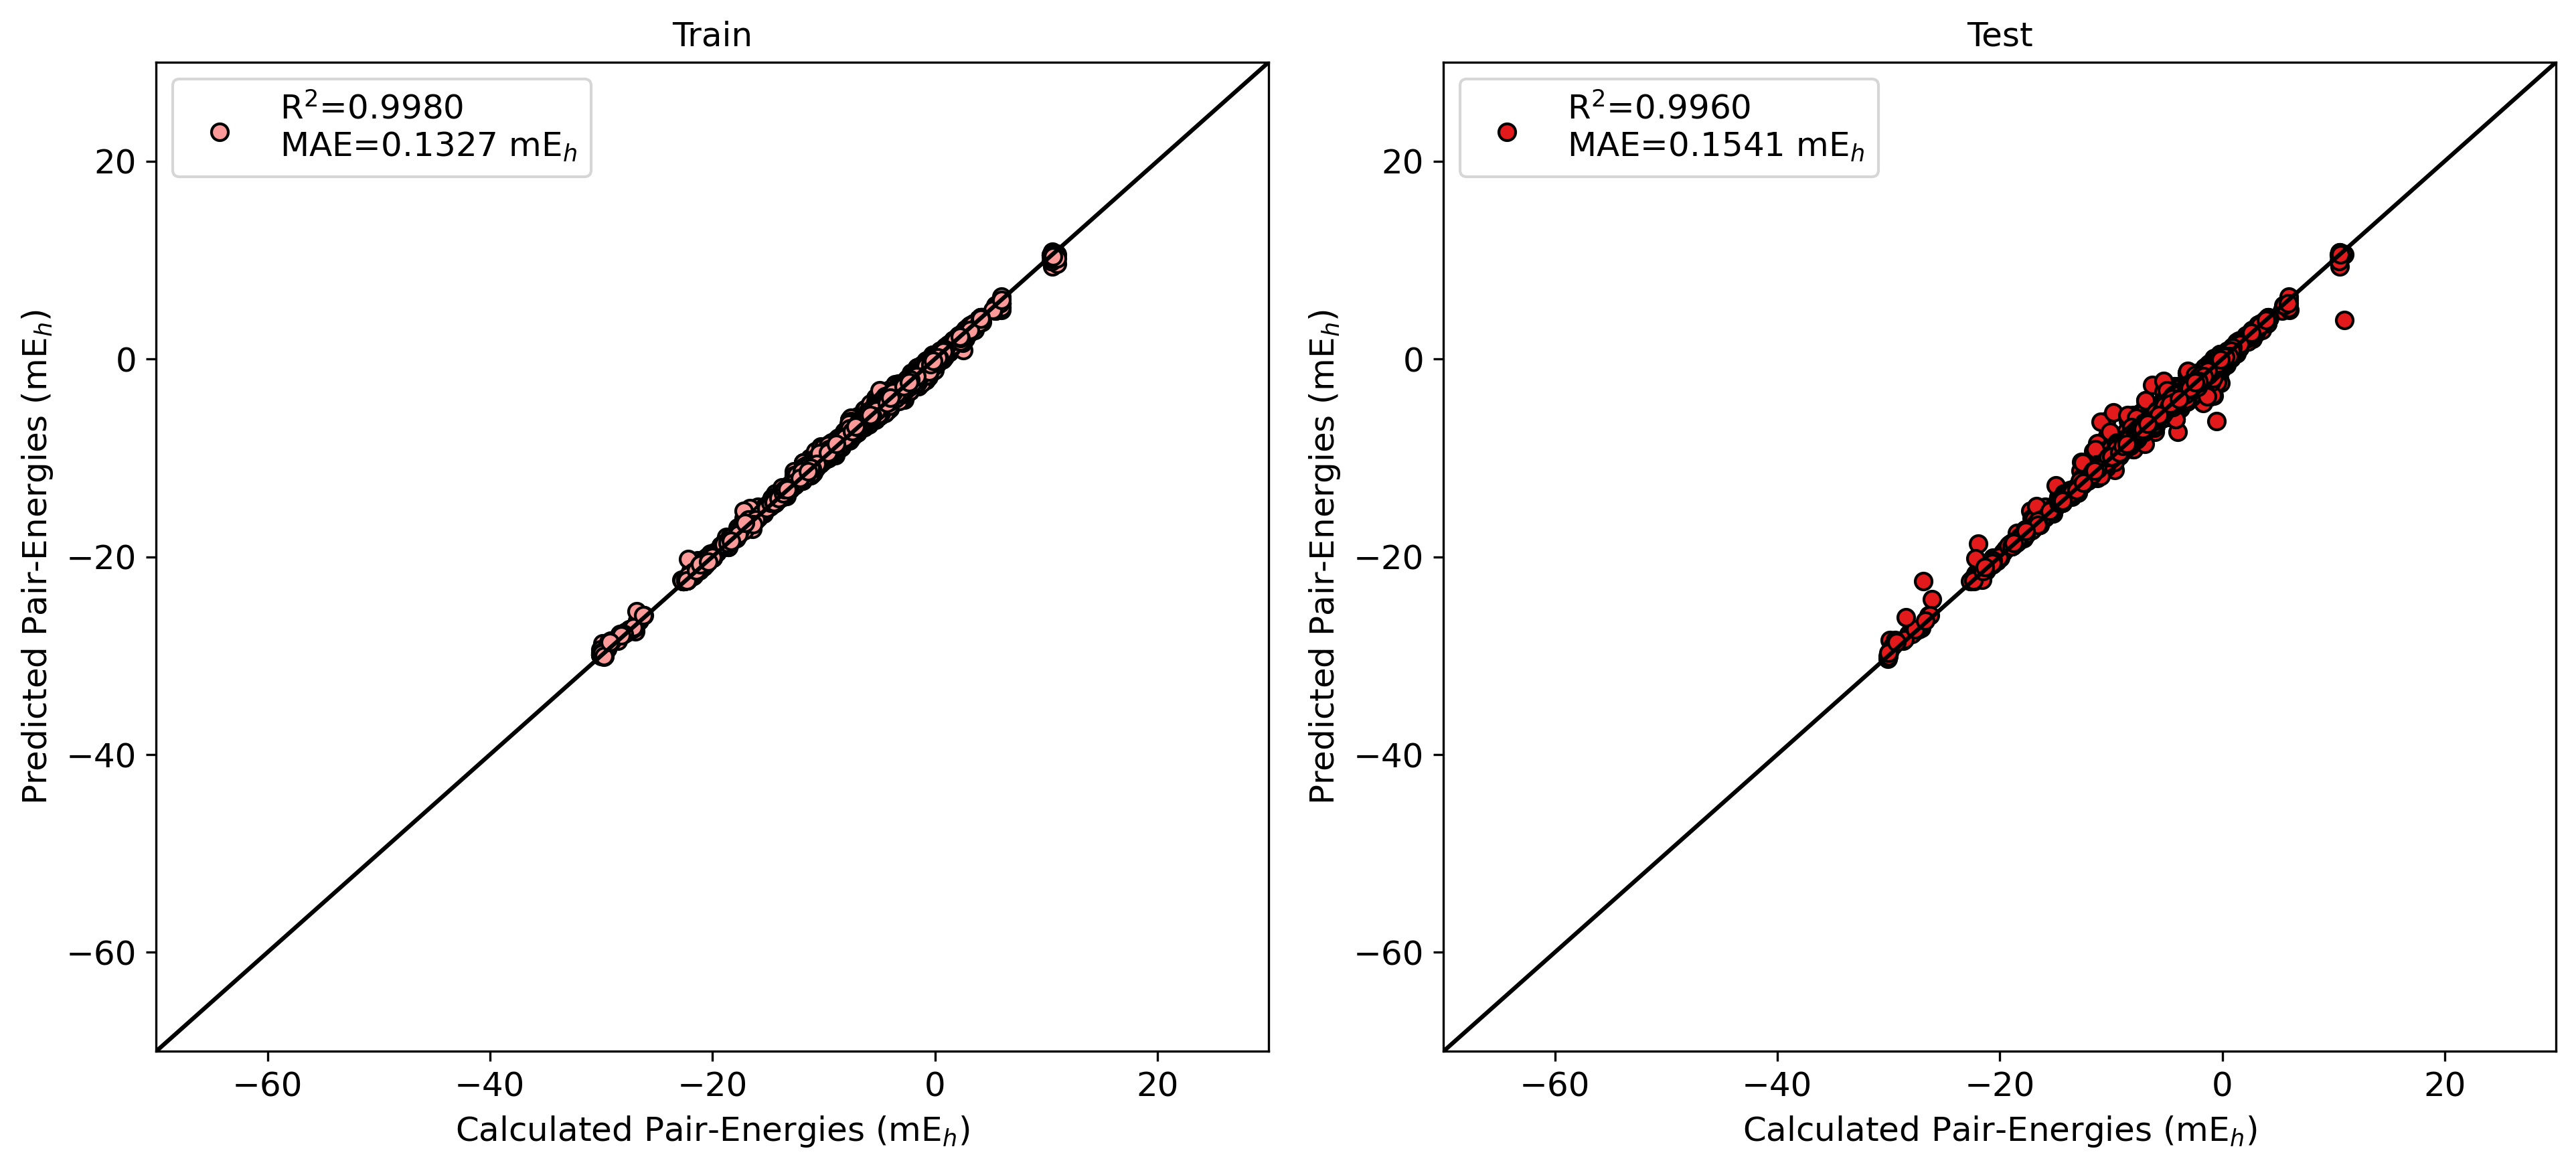 Train
R²=0.9980
MAE=0.1327 mEₕ
20
0
−20
−40
−60
−60 −40 −20 0 20
Predicted Pair-Energies (mEₕ)
Calculated Pair-Energies (mEₕ)
Test
R²=0.9960
MAE=0.1541 mEₕ
20
0
−20
−40
−60
−60 −40 −20 0 20
Predicted Pair-Energies (mEₕ)
Calculated Pair-Energies (mEₕ)